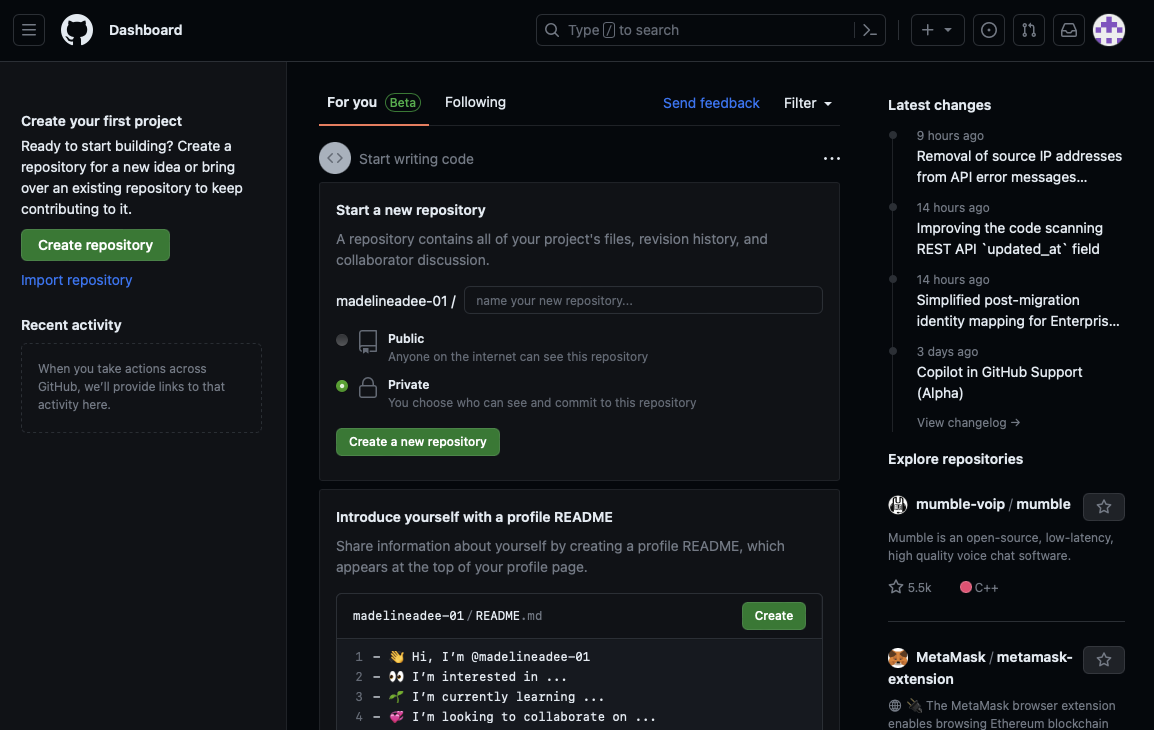 Dashboard
Type / to search
Create your first project
Ready to start building? Create a
repository for a new idea or bring
over an existing repository to keep
contributing to it.
Create repository
Import repository
Recent activity
When you take actions across
GitHub, we’ll provide links to that
activity here.
For you Beta
Following
Send feedback
Filter
Start writing code
Start a new repository
A repository contains all of your project's files, revision history, and
collaborator discussion.
madelineadee-01 /
name your new repository...
Public
Anyone on the internet can see this repository
Private
You choose who can see and commit to this repository
Create a new repository
Introduce yourself with a profile README
Share information about yourself by creating a profile README, which
appears at the top of your profile page.
madelineadee-01 / README.md
Create
1 - 👋 Hi, I’m @madelineadee-01
2 - 👀 I’m interested in ...
3 - 🌱 I’m currently learning ...
4 - 💞️ I’m looking to collaborate on ...
Latest changes
9 hours ago
Removal of source IP addresses
from API error messages...
14 hours ago
Improving the code scanning
REST API `updated_at` field
14 hours ago
Simplified post-migration
identity mapping for Enterpris...
3 days ago
Copilot in GitHub Support
(Alpha)
View changelog →
Explore repositories
mumble-voip / mumble
Mumble is an open-source, low-latency,
high quality voice chat software.
5.5k
C++
MetaMask / metamask-
extension
🌐 🔌 The MetaMask browser extension
enables browsing Ethereum blockchain